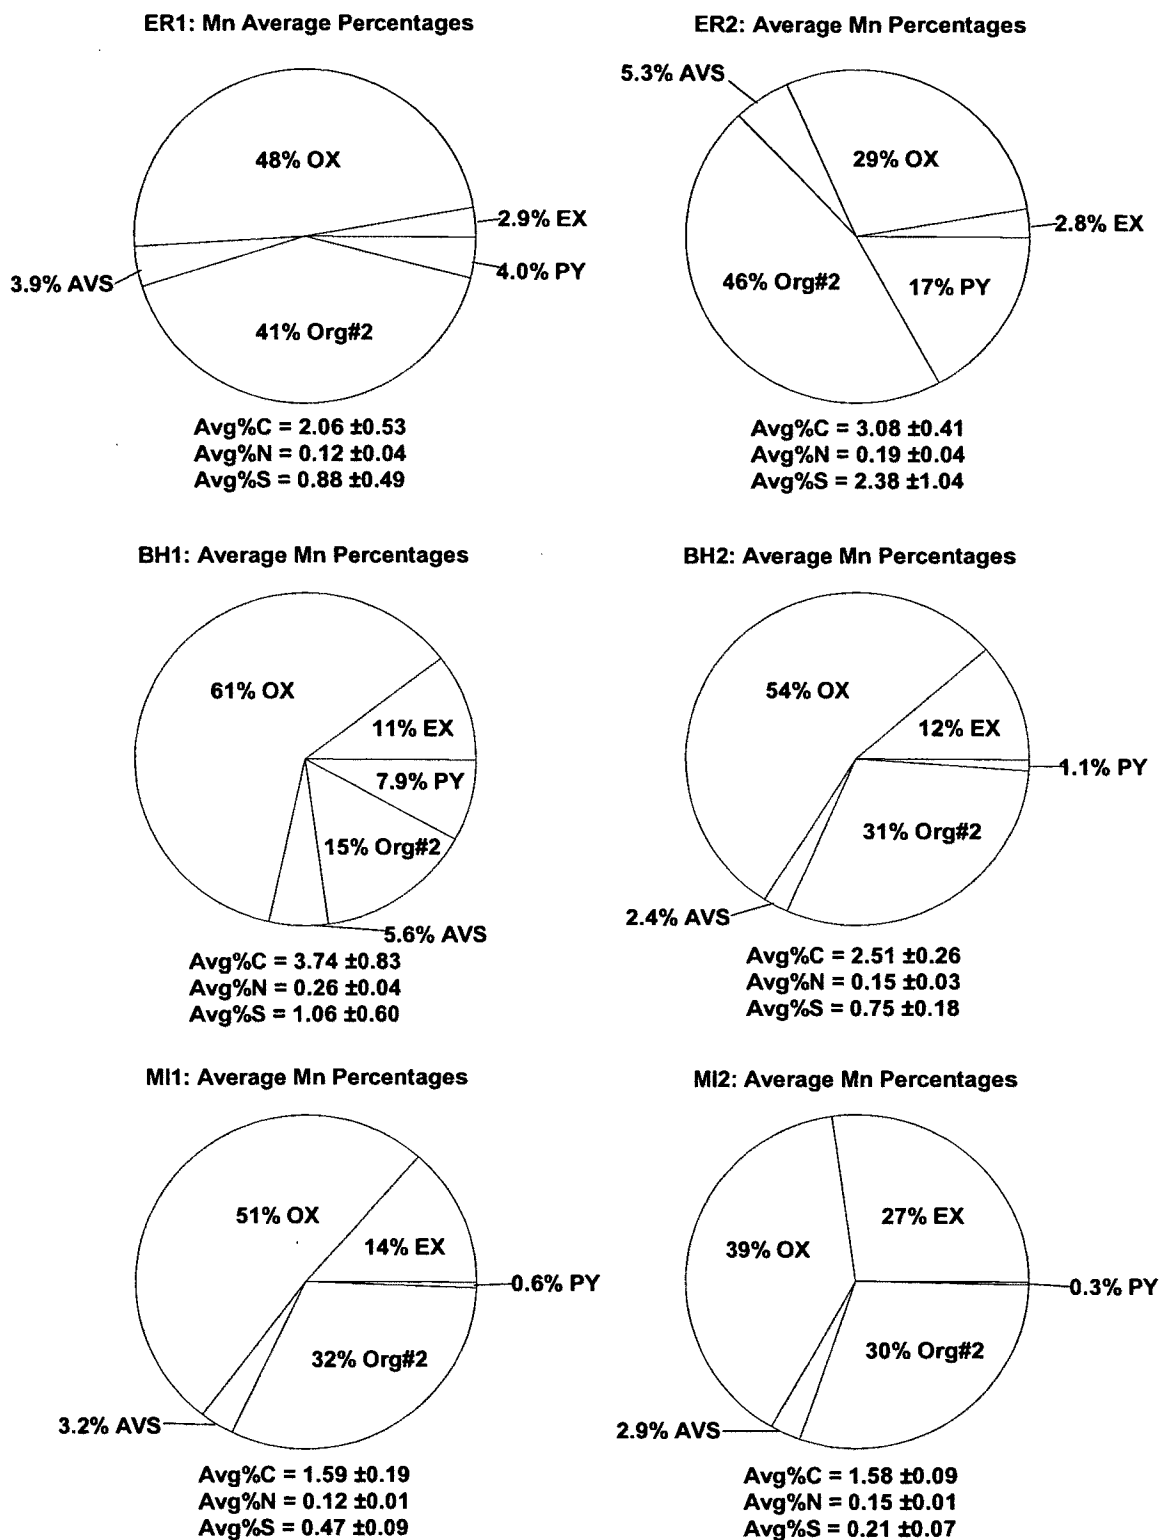 ER1: Mn Average Percentages
48% OX
2.9% EX
4.0% PY
3.9% AVS
41% Org#2
Avg%C = 2.06 ±0.53
Avg%N = 0.12 ±0.04
Avg%S = 0.88 ±0.49
ER2: Average Mn Percentages
5.3% AVS
29% OX
2.8% EX
46% Org#2
17% PY
Avg%C = 3.08 ±0.41
Avg%N = 0.19 ±0.04
Avg%S = 2.38 ±1.04
BH1: Average Mn Percentages
61% OX
11% EX
7.9% PY
15% Org#2
5.6% AVS
Avg%C = 3.74 ±0.83
Avg%N = 0.26 ±0.04
Avg%S = 1.06 ±0.60
BH2: Average Mn Percentages
54% OX
12% EX
1.1% PY
31% Org#2
2.4% AVS
Avg%C = 2.51 ±0.26
Avg%N = 0.15 ±0.03
Avg%S = 0.75 ±0.18
MI1: Average Mn Percentages
51% OX
14% EX
0.6% PY
32% Org#2
3.2% AVS
Avg%C = 1.59 ±0.19
Avg%N = 0.12 ±0.01
Avg%S = 0.47 ±0.09
MI2: Average Mn Percentages
27% EX
39% OX
0.3% PY
30% Org#2
2.9% AVS
Avg%C = 1.58 ±0.09
Avg%N = 0.15 ±0.01
Avg%S = 0.21 ±0.07